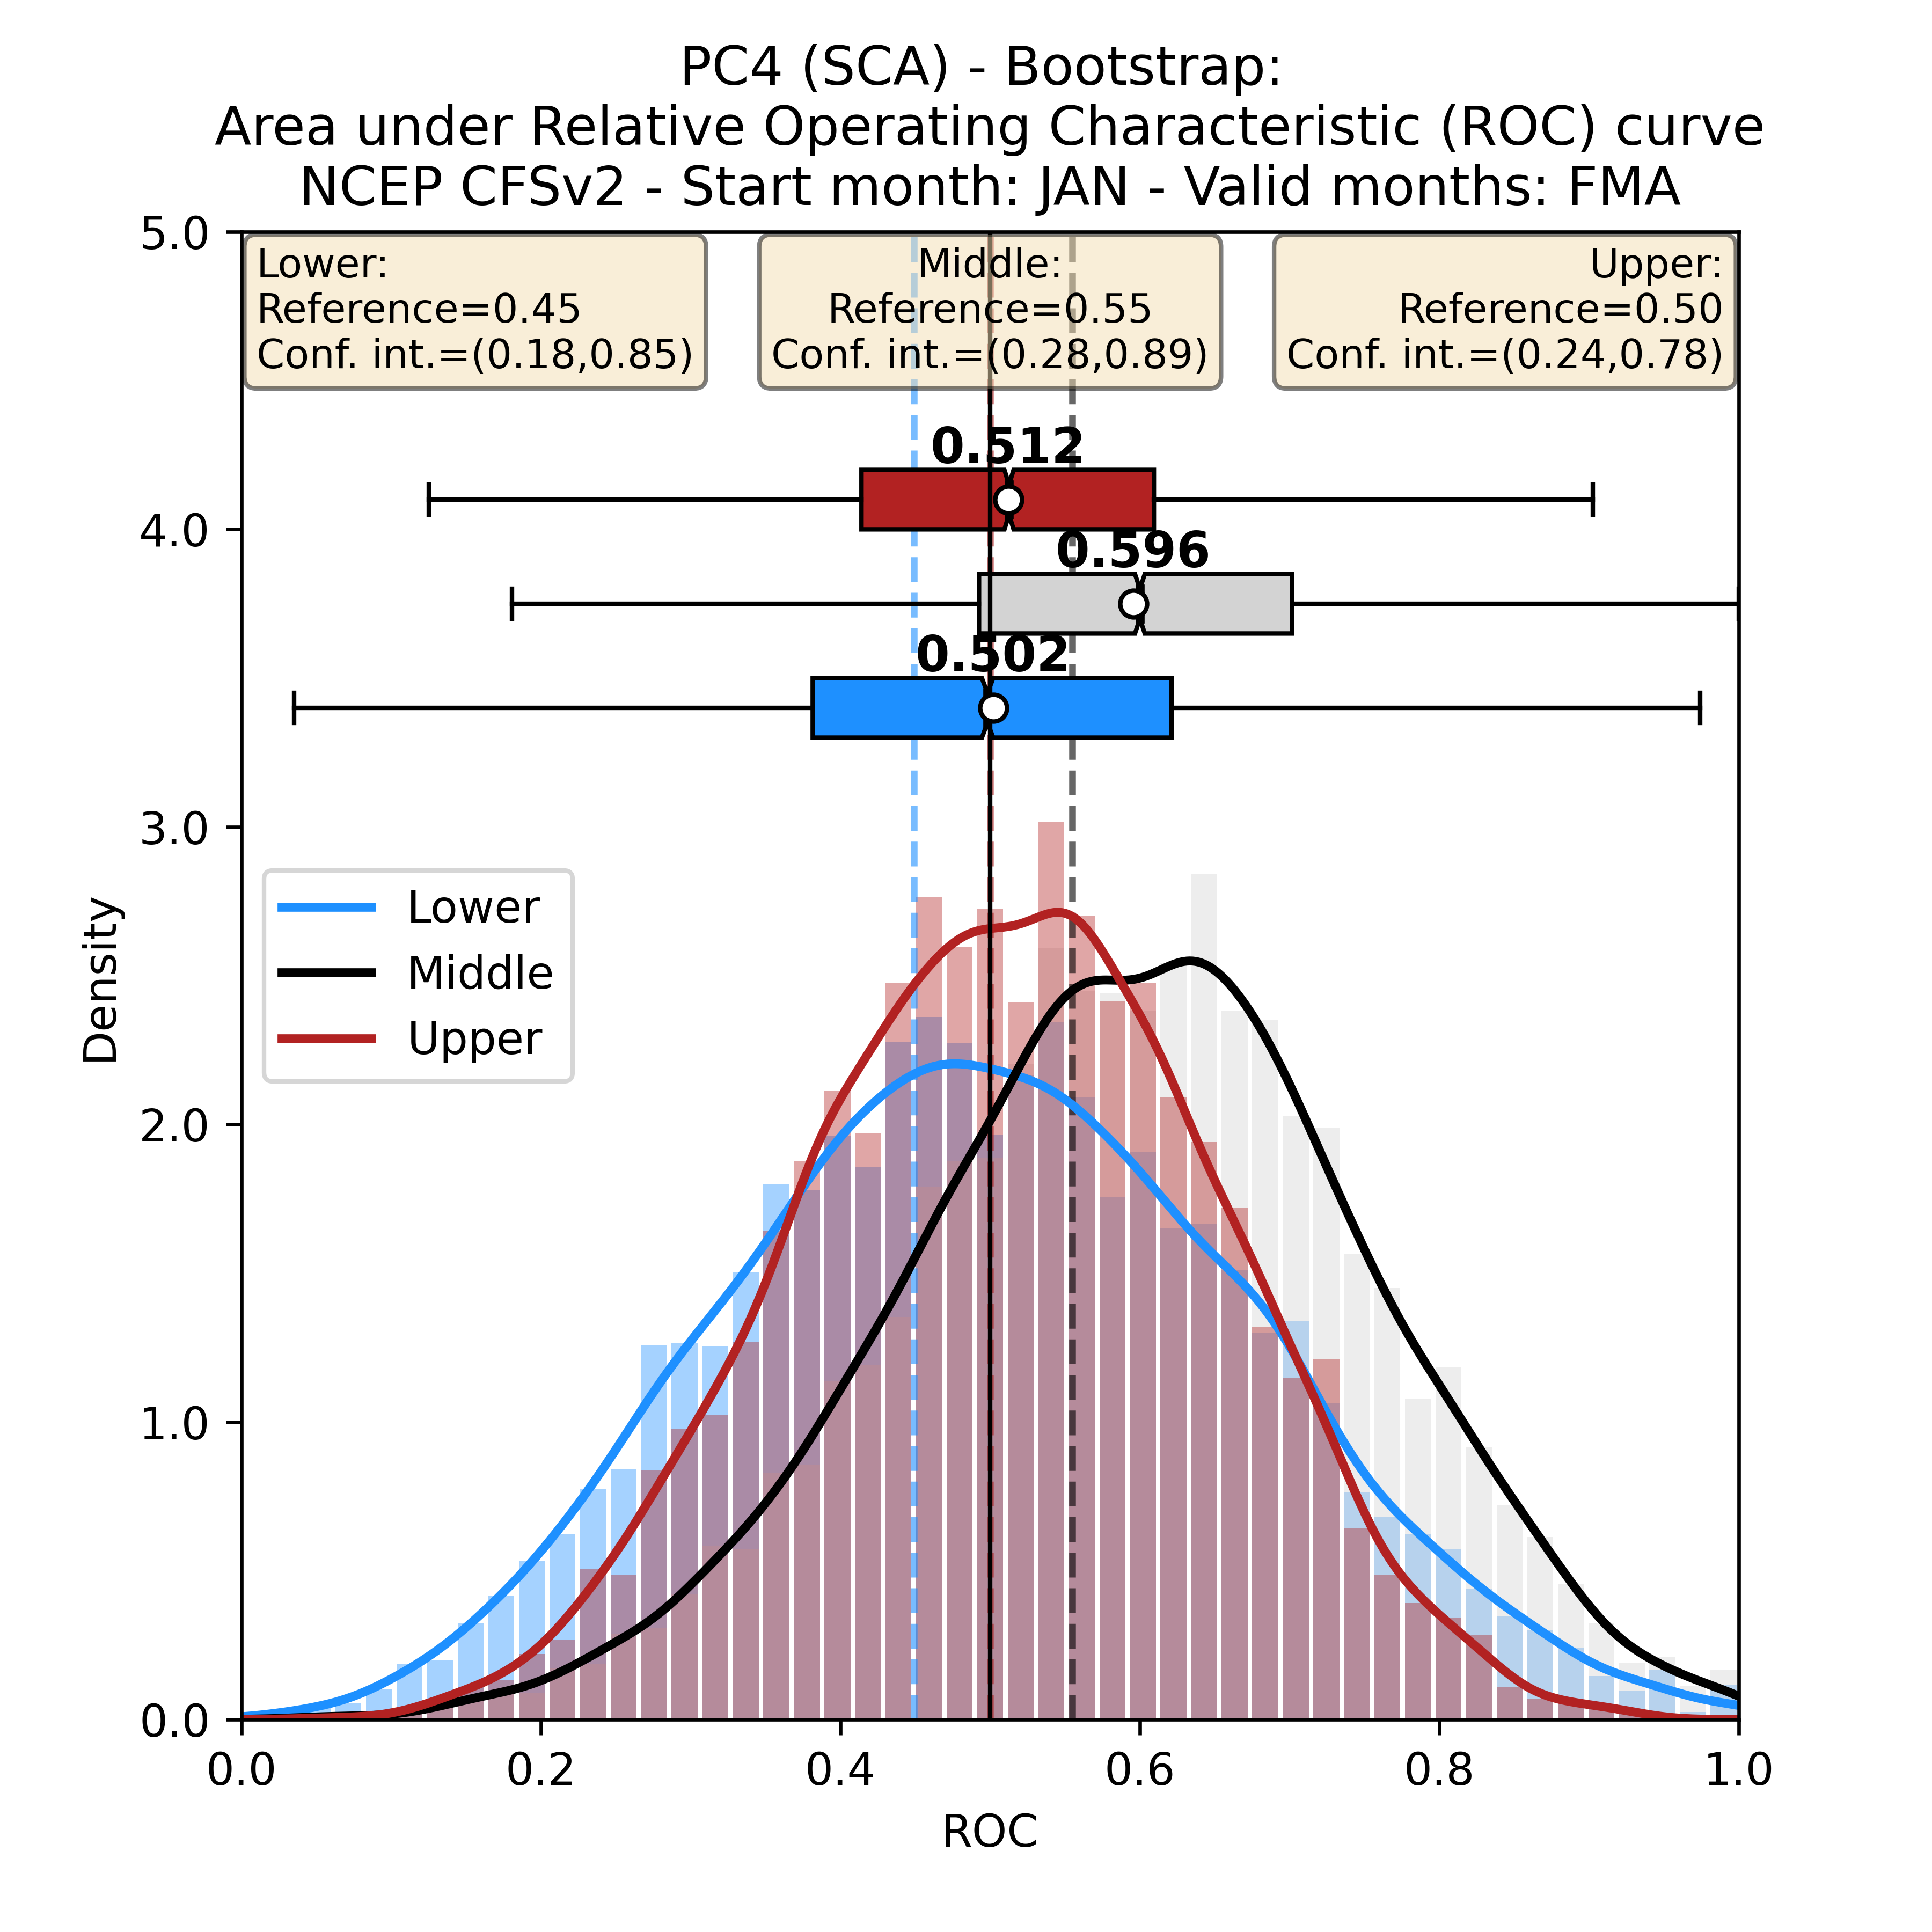 PC4 (SCA) - Bootstrap:
Area under Relative Operating Characteristic (ROC) curve
NCEP CFSv2 - Start month: JAN - Valid months: FMA
5.0
4.0
3.0
2.0
1.0
0.0
Density
Lower:
Reference=0.45
Conf. int.=(0.18,0.85)
Middle:
Reference=0.55
Conf. int.=(0.28,0.89)
Upper:
Reference=0.50
Conf. int.=(0.24,0.78)
0.512
0.596
0.502
Lower
Middle
Upper
0.0
0.2
0.4
0.6
0.8
1.0
ROC